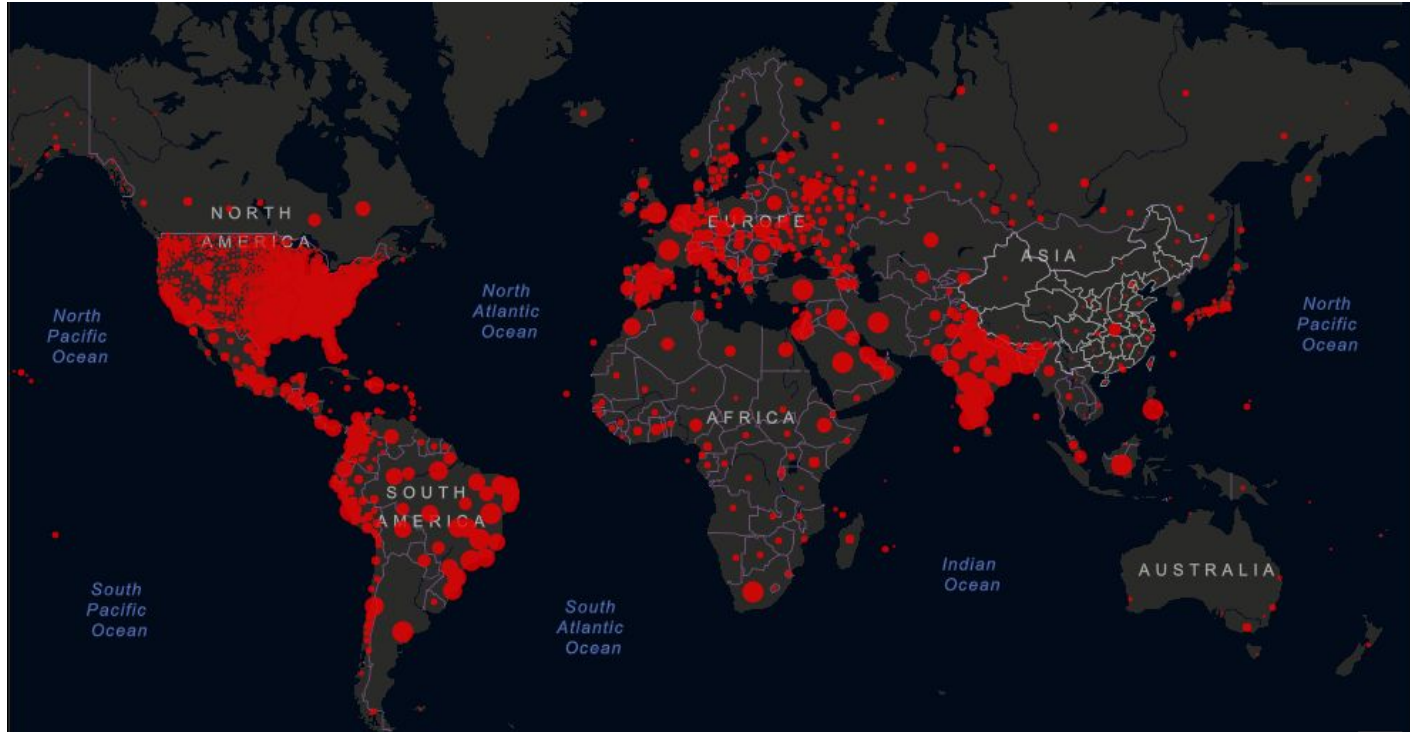 NORTH
AMERICA
EUROPE
ASIA
North
Atlantic
Ocean
North
Pacific
Ocean
North
Pacific
Ocean
AFRICA
SOUTH
AMERICA
Indian
Ocean
AUSTRALIA
South
Pacific
Ocean
South
Atlantic
Ocean